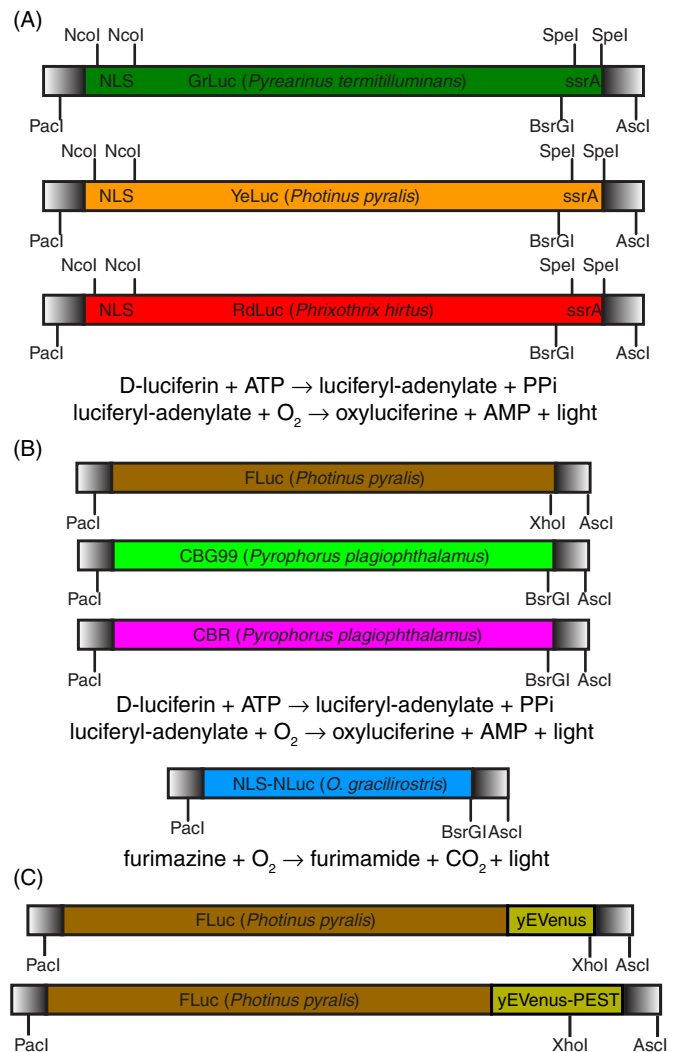 (A)
NcoI NcoI SpeI SpeI
NLS GrLuc (Pyrearinus termitilluminans) ssrA
PacI BsrGI AscI
NcoI NcoI SpeI SpeI
NLS YeLuc (Photinus pyralis) ssrA
PacI BsrGI AscI
NcoI NcoI SpeI SpeI
NLS RdLuc (Phrixothrix hirtus) ssrA
PacI BsrGI AscI
D-luciferin + ATP → luciferyl-adenylate + PPi
luciferyl-adenylate + O₂ → oxyluciferine + AMP + light
(B)
FLuc (Photinus pyralis)
PacI XhoI AscI
CBG99 (Pyrophorus plagiophthalamus)
PacI BsrGI AscI
CBR (Pyrophorus plagiophthalamus)
PacI BsrGI AscI
D-luciferin + ATP → luciferyl-adenylate + PPi
luciferyl-adenylate + O₂ → oxyluciferine + AMP + light
NLS-NLuc (O. gracilirostris)
PacI BsrGI AscI
furimazine + O₂ → furimamide + CO₂ + light
(C)
FLuc (Photinus pyralis) yEVenus
PacI XhoI AscI
FLuc (Photinus pyralis) yEVenus-PEST
PacI XhoI AscI